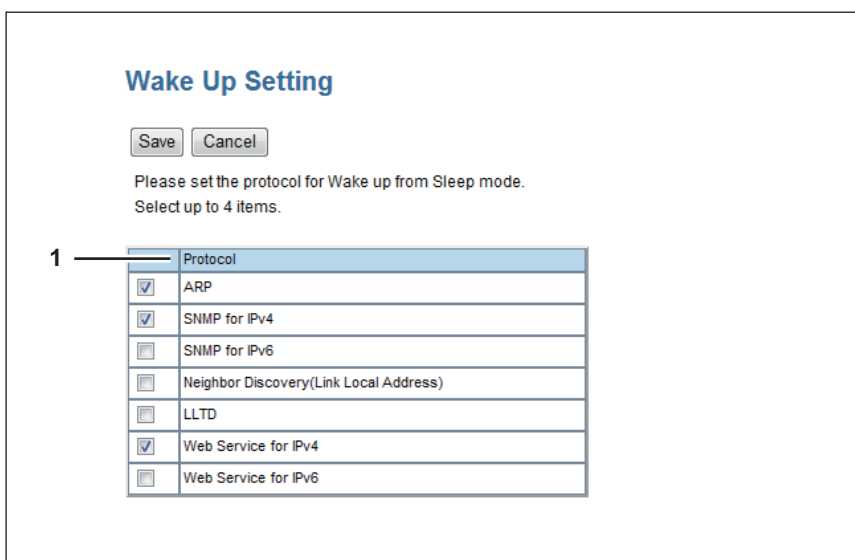 Wake Up Setting
Save Cancel
Please set the protocol for Wake up from Sleep mode.
Select up to 4 items.
1
Protocol
ARP
SNMP for IPv4
SNMP for IPv6
Neighbor Discovery(Link Local Address)
LLTD
Web Service for IPv4
Web Service for IPv6